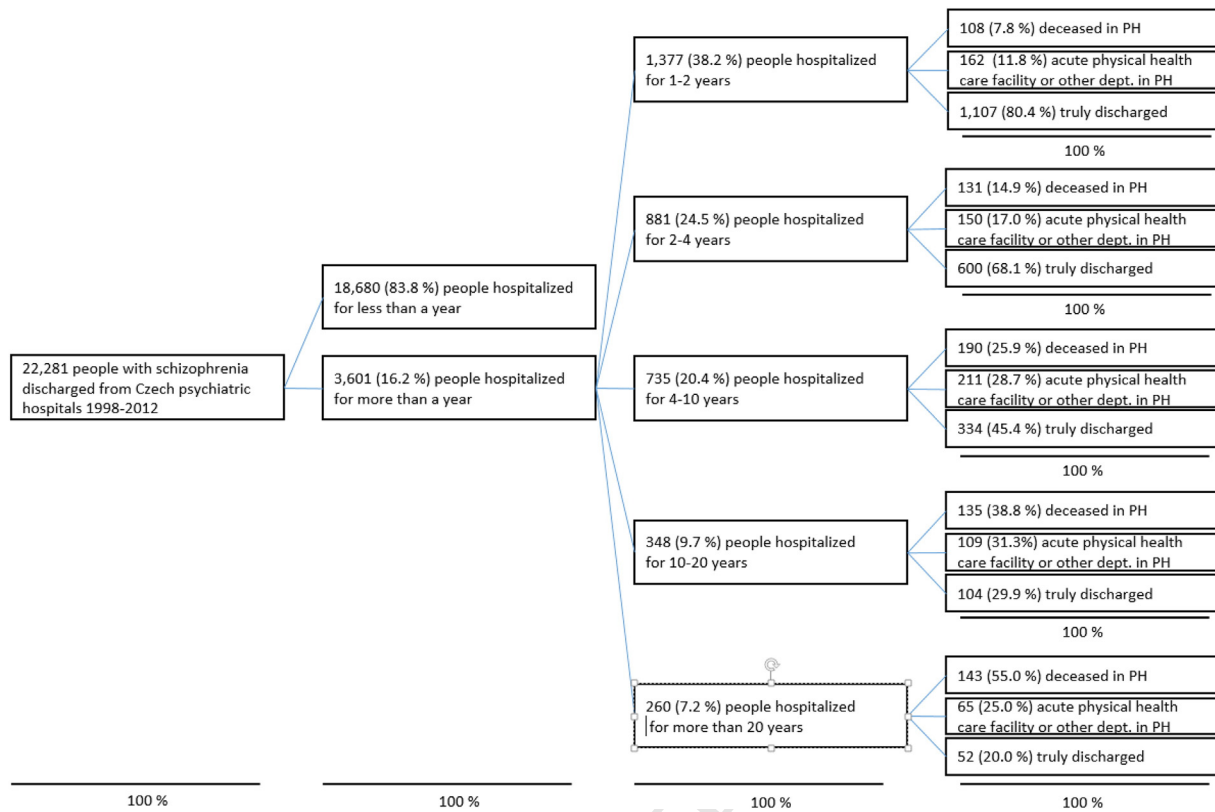 22,281 people with schizophrenia
discharged from Czech psychiatric
hospitals 1998-2012
100 %
18,680 (83.8 %) people hospitalized
for less than a year
3,601 (16.2 %) people hospitalized
for more than a year
100 %
1,377 (38.2 %) people hospitalized
for 1-2 years
881 (24.5 %) people hospitalized
for 2-4 years
735 (20.4 %) people hospitalized
for 4-10 years
348 (9.7 %) people hospitalized
for 10-20 years
260 (7.2 %) people hospitalized
for more than 20 years
100 %
108 (7.8 %) deceased in PH
162 (11.8 %) acute physical health
care facility or other dept. in PH
1,107 (80.4 %) truly discharged
100 %
131 (14.9 %) deceased in PH
150 (17.0 %) acute physical health
care facility or other dept. in PH
600 (68.1 %) truly discharged
100 %
190 (25.9 %) deceased in PH
211 (28.7 %) acute physical health
care facility or other dept. in PH
334 (45.4 %) truly discharged
100 %
135 (38.8 %) deceased in PH
109 (31.3%) acute physical health
care facility or other dept. in PH
104 (29.9 %) truly discharged
100 %
143 (55.0 %) deceased in PH
65 (25.0 %) acute physical health
care facility or other dept. in PH
52 (20.0 %) truly discharged
100 %